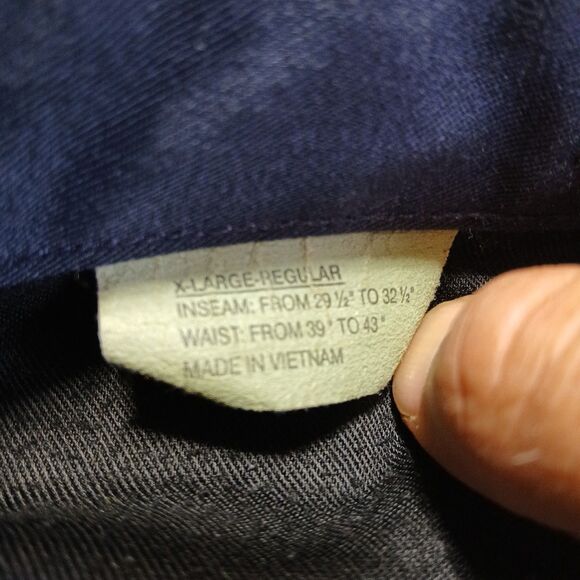 X-LARGE-REGULAR
INSEAM: FROM 29 ½" TO 32 ½"
WAIST: FROM 39" TO 43"
MADE IN VIETNAM